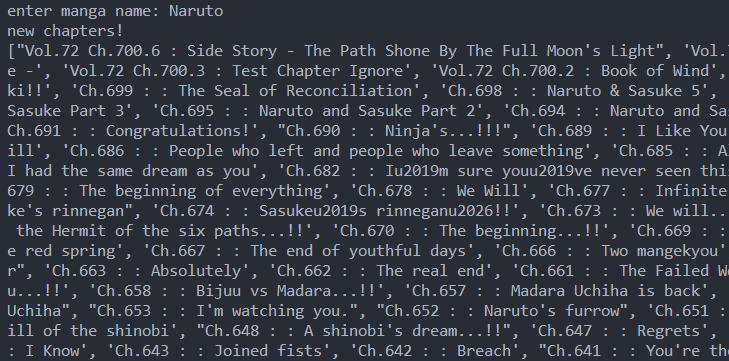 enter manga name: Naruto
new chapters!
["Vol.72 Ch.700.6 : Side Story - The Path Shone By The Full Moon's Light", 'Vol.7
e -', 'Vol.72 Ch.700.3 : Test Chapter Ignore', 'Vol.72 Ch.700.2 : Book of Wind',
ki!!', 'Ch.699 : : The Seal of Reconciliation', 'Ch.698 : : Naruto & Sasuke 5', '
Sasuke Part 3', 'Ch.695 : : Naruto and Sasuke Part 2', 'Ch.694 : : Naruto and Sas
Ch.691 : : Congratulations!', "Ch.690 : : Ninja's...!!!", 'Ch.689 : : I Like You
ill', 'Ch.686 : : People who left and people who leave something', 'Ch.685 : : A
I had the same dream as you', 'Ch.682 : : Iu2019m sure youu2019ve never seen this
679 : : The beginning of everything', 'Ch.678 : : We Will', 'Ch.677 : : Infinite
ke's rinnegan", 'Ch.674 : : Sasukeu2019s rinneganu2026!!', 'Ch.673 : : We will..
the Hermit of the six paths...!!', 'Ch.670 : : The beginning...!!', 'Ch.669 : :
e red spring', 'Ch.667 : : The end of youthful days', 'Ch.666 : : Two mangekyou'
r", 'Ch.663 : : Absolutely', 'Ch.662 : : The real end', 'Ch.661 : : The Failed W
u...!!', 'Ch.658 : : Bijuu vs Madara...!!', 'Ch.657 : : Madara Uchiha is back',
Uchiha", "Ch.653 : : I'm watching you.", "Ch.652 : : Naruto's furrow", 'Ch.651 :
ill of the shinobi', "Ch.648 : : A shinobi's dream...!!", 'Ch.647 : : Regrets',
: I Know', 'Ch.643 : : Joined fists', 'Ch.642 : : Breach', "Ch.641 : : You're the